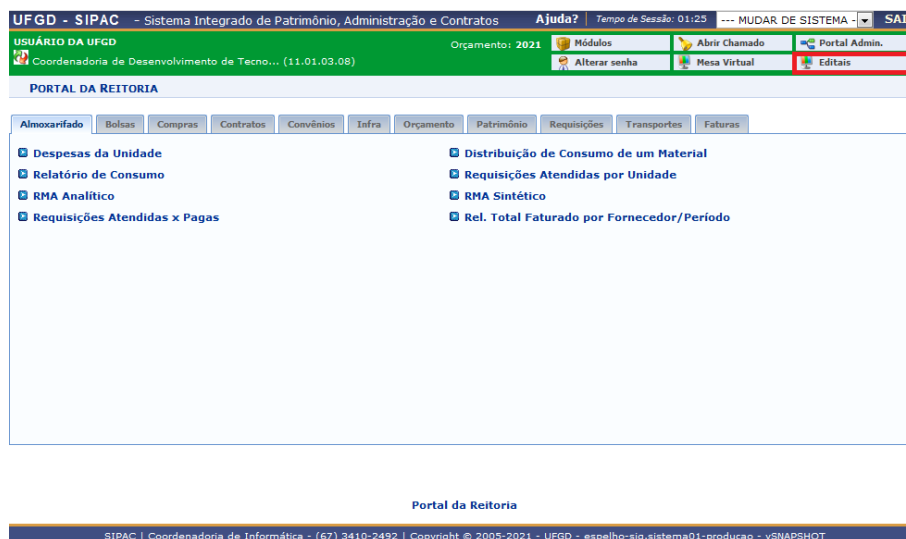 UFGD - SIPAC - Sistema Integrado de Patrimônio, Administração e Contratos Ajuda? Tempo de Sessão: 01:25 --- MUDAR DE SISTEMA - SAI
USUÁRIO DA UFGD Orçamento: 2021 Módulos Abrir Chamado Portal Admin.
Coordenadoria de Desenvolvimento de Tecno... (11.01.03.08) Alterar senha Mesa Virtual Editais
PORTAL DA REITORIA
Almoxarifado Bolsas Compras Contratos Convênios Infra Orçamento Patrimônio Requisições Transportes Faturas
Despesas da Unidade Distribuição de Consumo de um Material
Relatório de Consumo Requisições Atendidas por Unidade
RMA Analítico RMA Sintético
Requisições Atendidas x Pagas Rel. Total Faturado por Fornecedor/Período
Portal da Reitoria
SIPAC | Coordenadoria de Informática - (67) 3410-2492 | Copyright © 2005-2021 - UFGD - espelho-sig.sistema01-producao - vSNAPSHOT